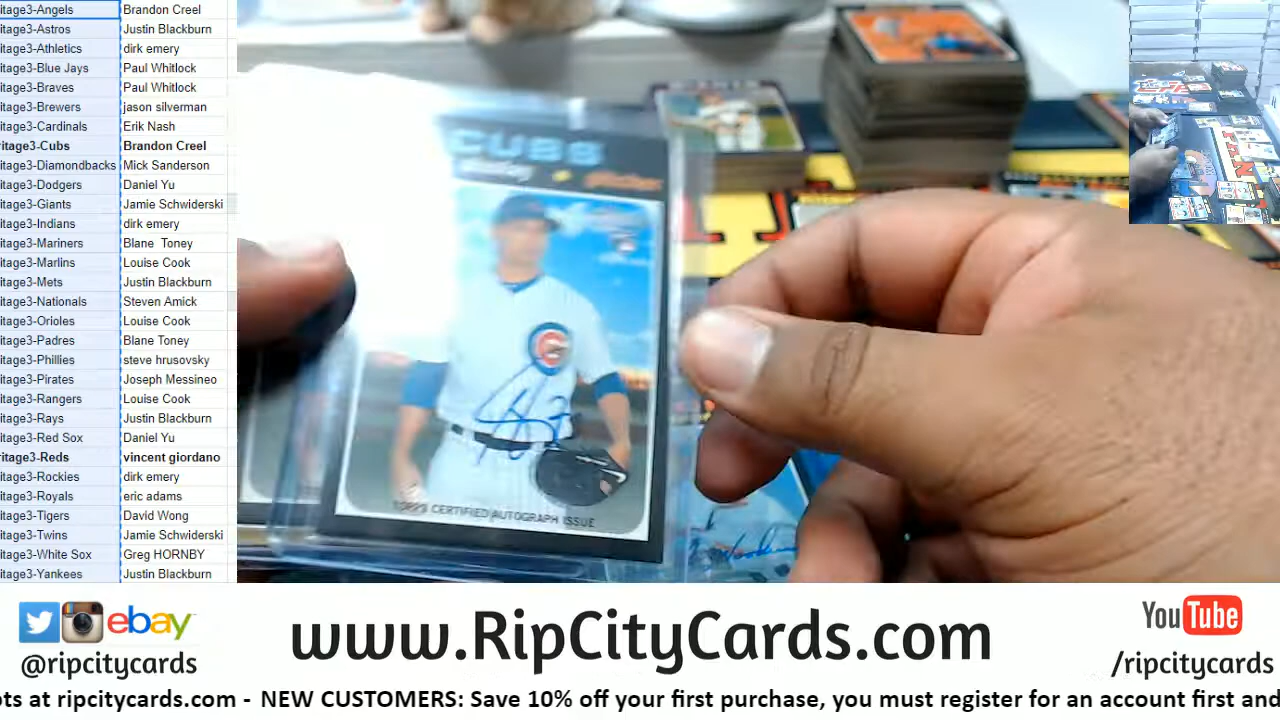 itage3-Angels Brandon Creel
itage3-Astros Justin Blackburn
itage3-Athletics dirk emery
itage3-Blue Jays Paul Whitlock
itage3-Braves Paul Whitlock
itage3-Brewers jason silverman
itage3-Cardinals Erik Nash
ritage3-Cubs Brandon Creel
itage3-Diamondbacks Mick Sanderson
itage3-Dodgers Daniel Yu
itage3-Giants Jamie Schwiderski
itage3-Indians dirk emery
itage3-Mariners Blane Toney
itage3-Marlins Louise Cook
itage3-Mets Justin Blackburn
itage3-Nationals Steven Amick
itage3-Orioles Louise Cook
itage3-Padres Blane Toney
itage3-Phillies steve hrusovsky
itage3-Pirates Joseph Messineo
itage3-Rangers Louise Cook
itage3-Rays Justin Blackburn
itage3-Red Sox Daniel Yu
ritage3-Reds vincent giordano
itage3-Rockies dirk emery
itage3-Royals eric adams
itage3-Tigers David Wong
itage3-Twins Jamie Schwiderski
itage3-White Sox Greg HORNBY
itage3-Yankees Justin Blackburn
CUBS
pitcher
TOPPS CERTIFIED AUTOGRAPH ISSUE
ebay
@ripcitycards
www.RipCityCards.com
YouTube
/ripcitycards
ots at ripcitycards.com - NEW CUSTOMERS: Save 10% off your first purchase, you must register for an account first and